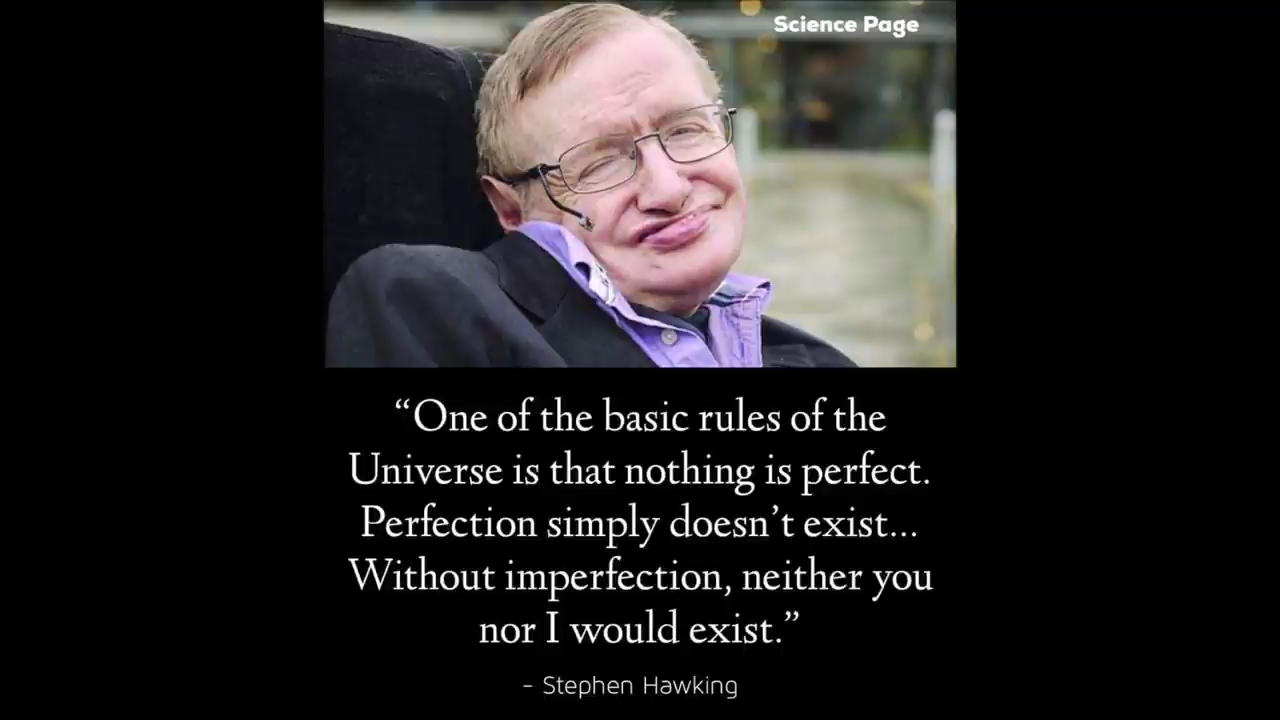 Science Page
“One of the basic rules of the
Universe is that nothing is perfect.
Perfection simply doesn’t exist...
Without imperfection, neither you
nor I would exist.”
– Stephen Hawking